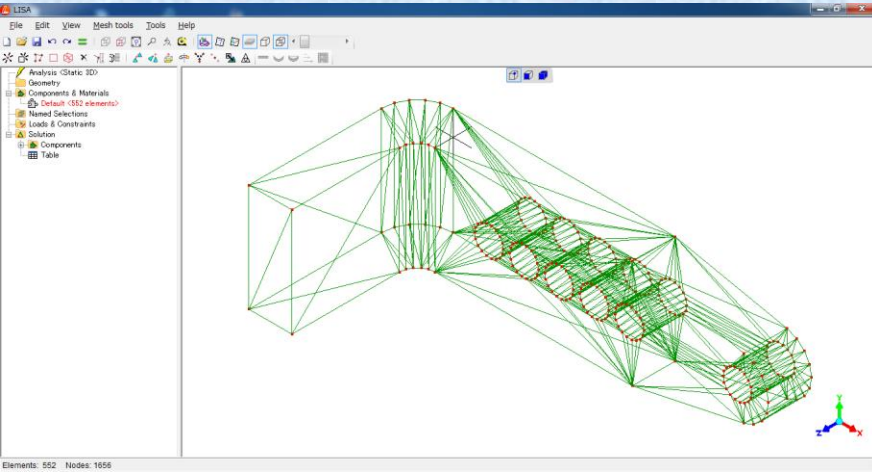 LISA
File Edit View Mesh tools Tools Help
Analysis <Static 3D>
Geometry
Components & Materials
Default <552 elements>
Named Selections
Loads & Constraints
Solution
Components
Table
Y
Z X
Elements: 552 Nodes: 1656